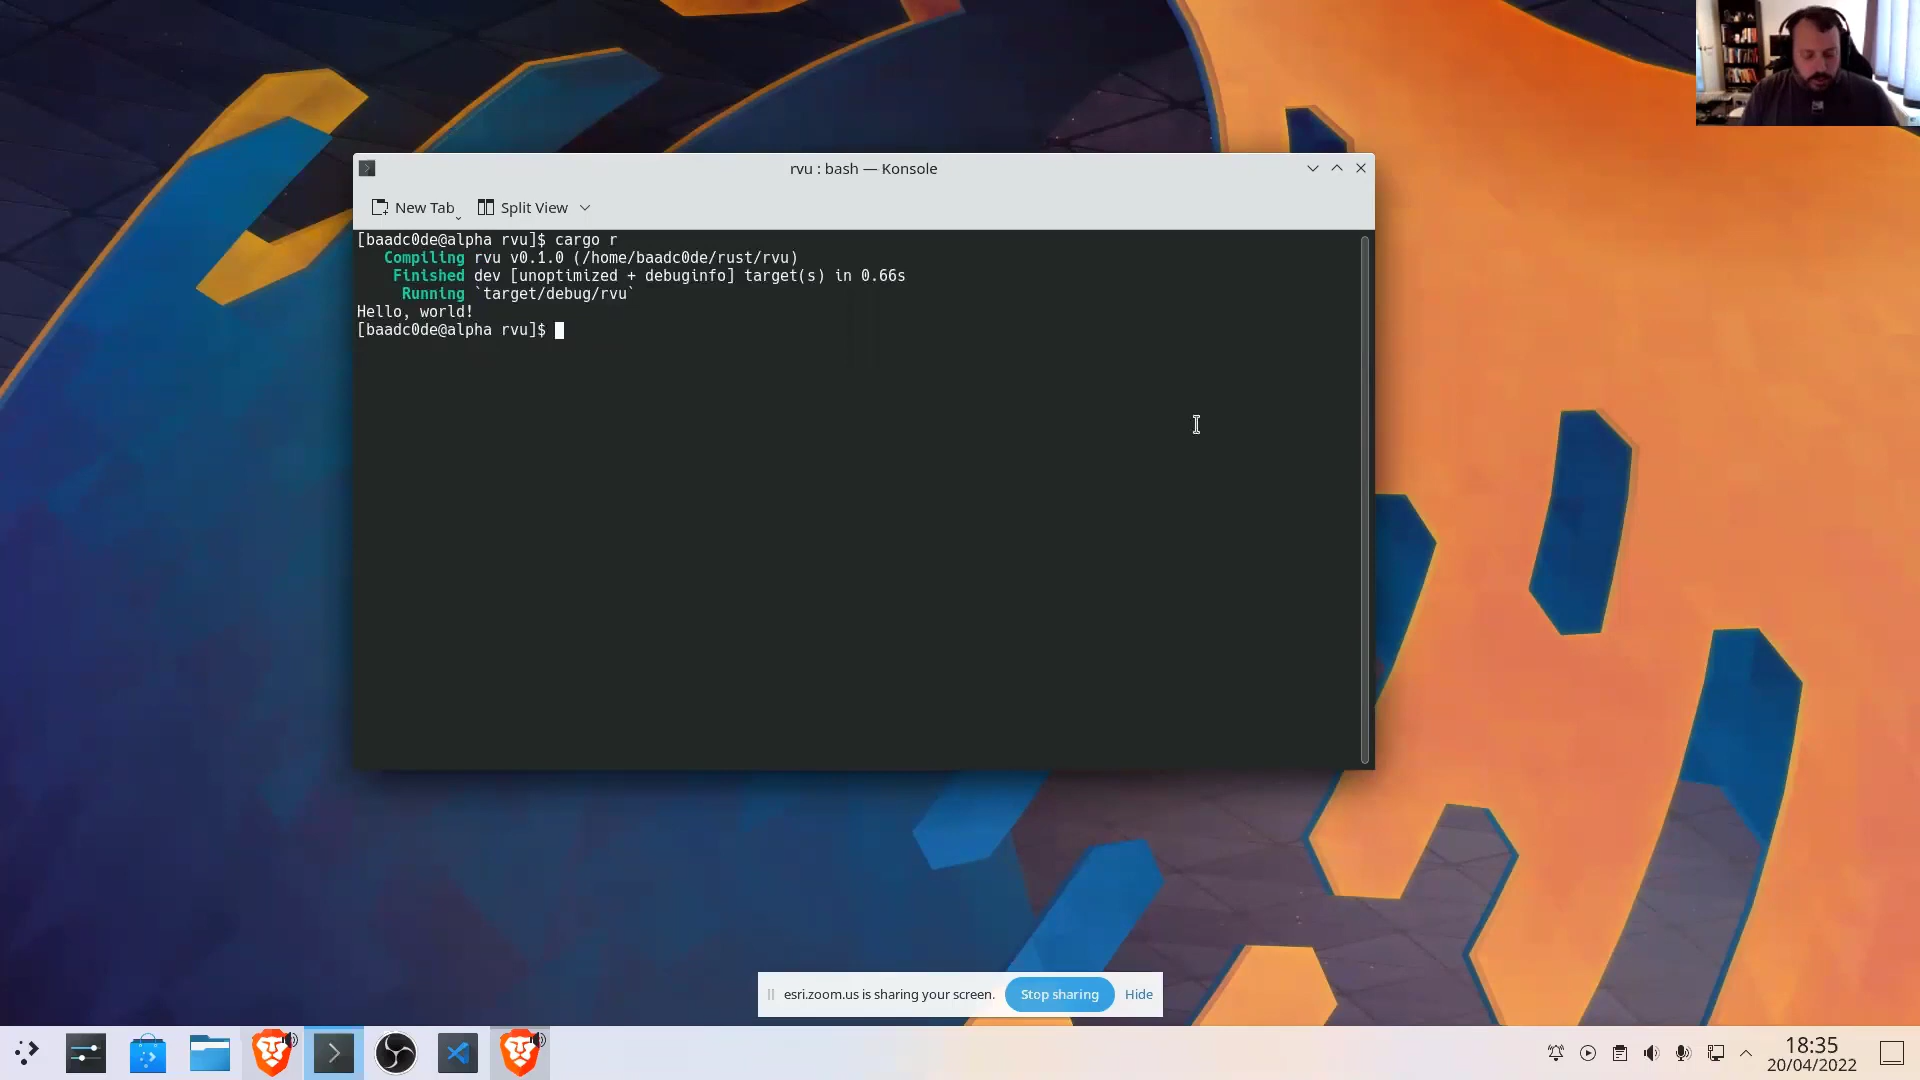 rvu : bash — Konsole
New Tab
Split View
[baadc0de@alpha rvu]$ cargo r
Compiling rvu v0.1.0 (/home/baadc0de/rust/rvu)
Finished dev [unoptimized + debuginfo] target(s) in 0.66s
Running `target/debug/rvu`
Hello, world!
[baadc0de@alpha rvu]$
esri.zoom.us is sharing your screen.
Stop sharing
Hide
18:35
20/04/2022